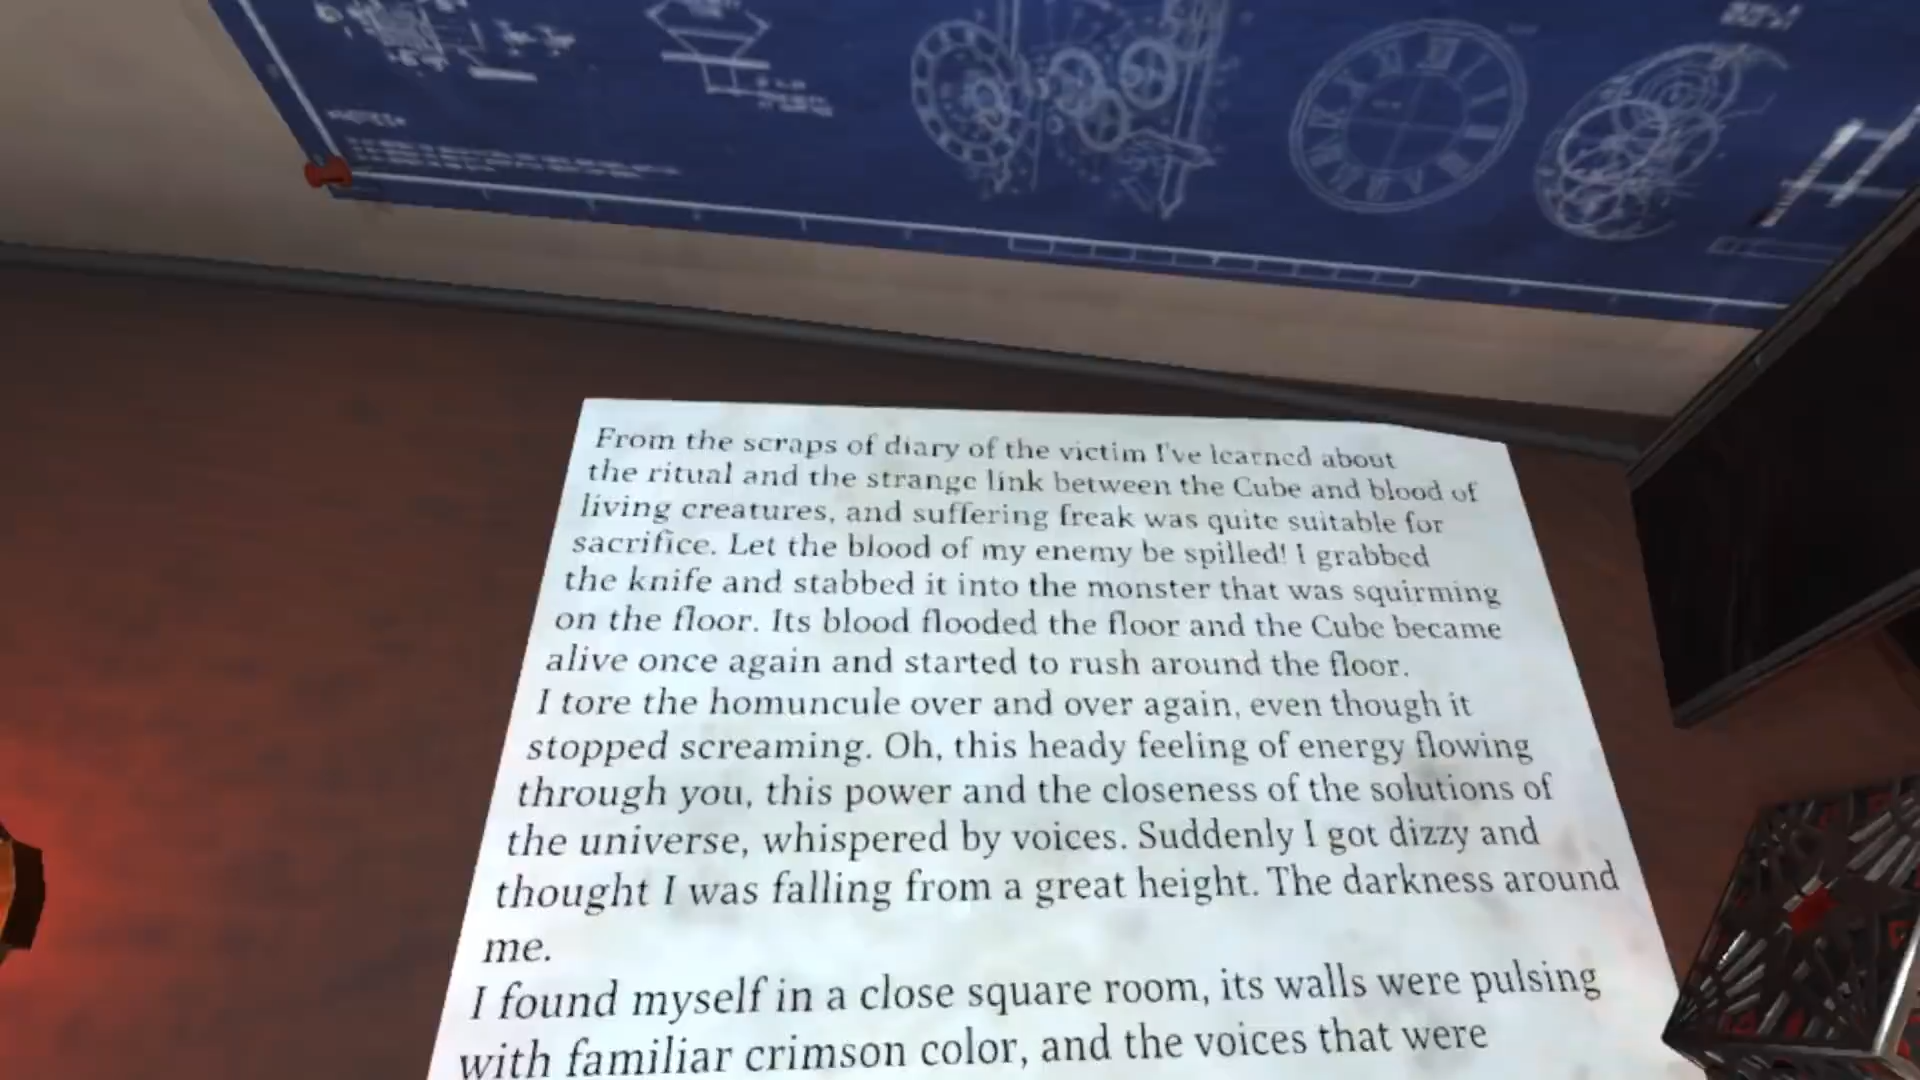 From the scraps of diary of the victim I've learned about
the ritual and the strange link between the Cube and blood of
living creatures, and suffering freak was quite suitable for
sacrifice. Let the blood of my enemy be spilled! I grabbed
the knife and stabbed it into the monster that was squirming
on the floor. Its blood flooded the floor and the Cube became
alive once again and started to rush around the floor.
I tore the homuncule over and over again, even though it
stopped screaming. Oh, this heady feeling of energy flowing
through you, this power and the closeness of the solutions of
the universe, whispered by voices. Suddenly I got dizzy and
thought I was falling from a great height. The darkness around
me.
I found myself in a close square room, its walls were pulsing
with familiar crimson color, and the voices that were